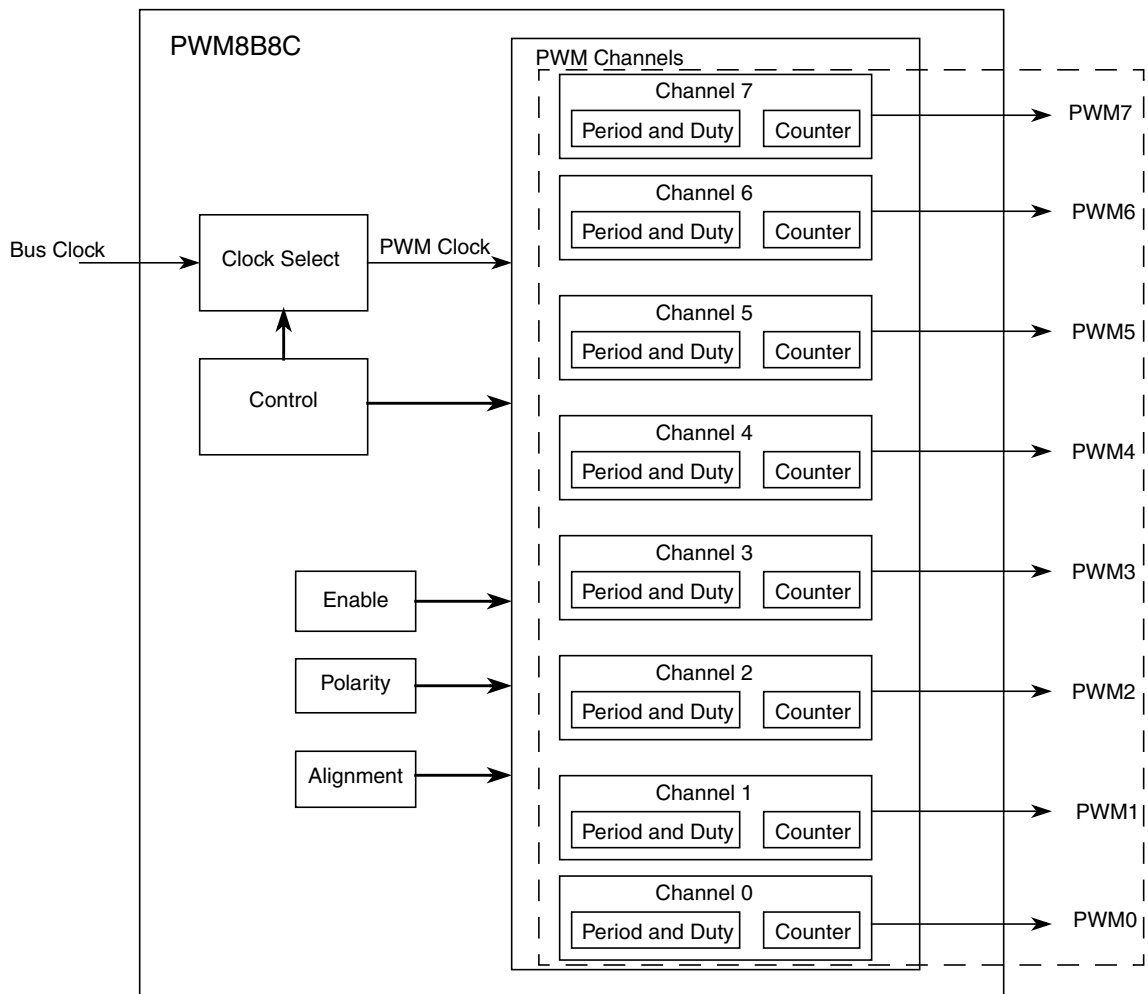 PWM8B8C
PWM Channels
Channel 7
Period and Duty Counter
PWM7
Channel 6
Period and Duty Counter
PWM6
Bus Clock
Clock Select
PWM Clock
Channel 5
Period and Duty Counter
PWM5
Control
Channel 4
Period and Duty Counter
PWM4
Channel 3
Period and Duty Counter
PWM3
Enable
Polarity
Channel 2
Period and Duty Counter
PWM2
Alignment
Channel 1
Period and Duty Counter
PWM1
Channel 0
Period and Duty Counter
PWM0